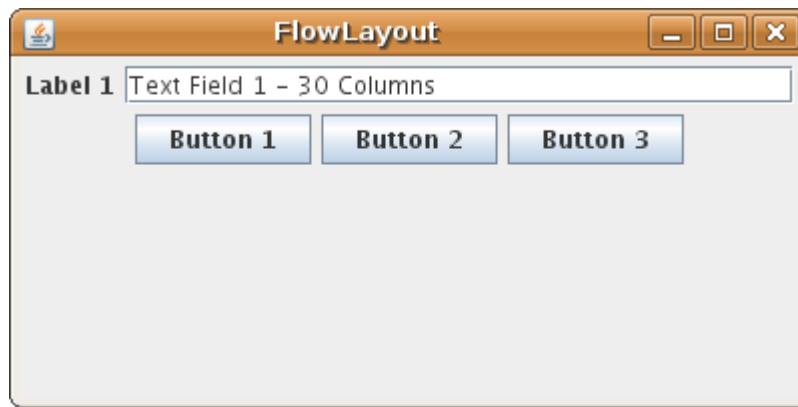 FlowLayout
Label 1 Text Field 1 – 30 Columns
Button 1 Button 2 Button 3